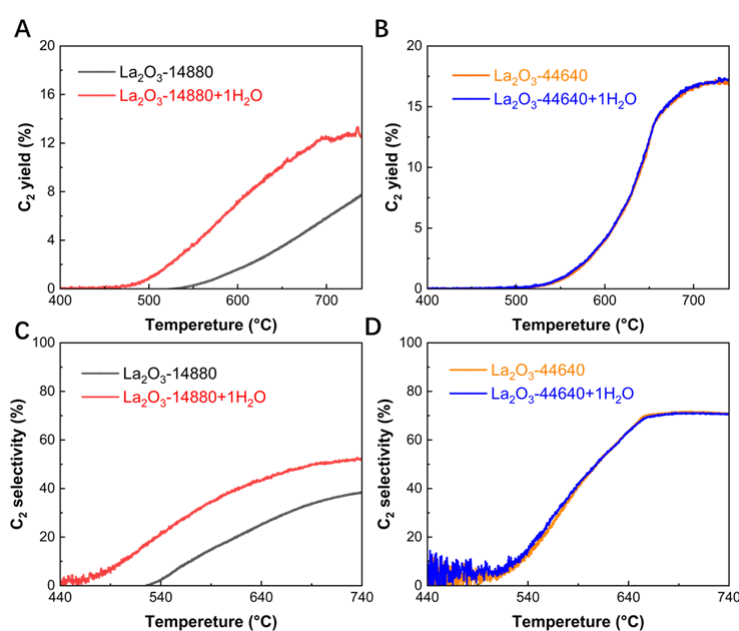 A
20
16
12
8
4
0
C₂ yield (%)
La₂O₃-14880
La₂O₃-14880+1H₂O
400 500 600 700
Tempereture (°C)
B
20
15
10
5
0
C₂ yield (%)
La₂O₃-44640
La₂O₃-44640+1H₂O
400 500 600 700
Tempereture (°C)
C
100
80
60
40
20
0
C₂ selectivity (%)
La₂O₃-14880
La₂O₃-14880+1H₂O
440 540 640 740
Tempereture (°C)
D
100
80
60
40
20
0
C₂ selectivity (%)
La₂O₃-44640
La₂O₃-44640+1H₂O
440 540 640 740
Tempereture (°C)